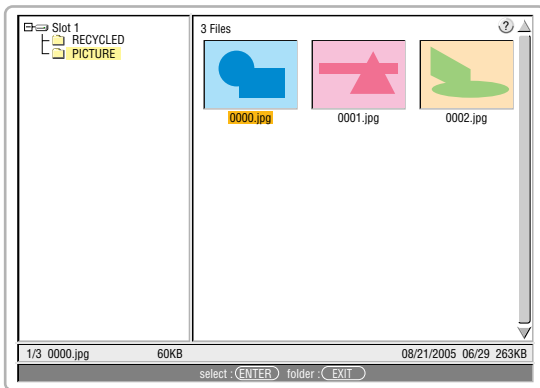 Slot 1
RECYCLED
PICTURE
3 Files
?
0000.jpg 0001.jpg 0002.jpg
1/3 0000.jpg 60KB 08/21/2005 06/29 263KB
select : ENTER folder : EXIT